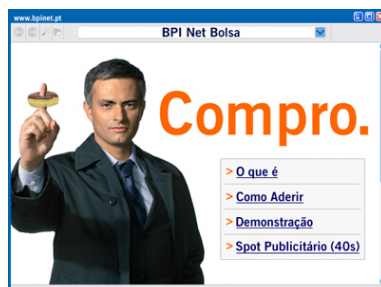 www.bpinet.pt
BPI Net Bolsa
Compro.
> O que é
> Como Aderir
> Demonstração
> Spot Publicitário (40s)